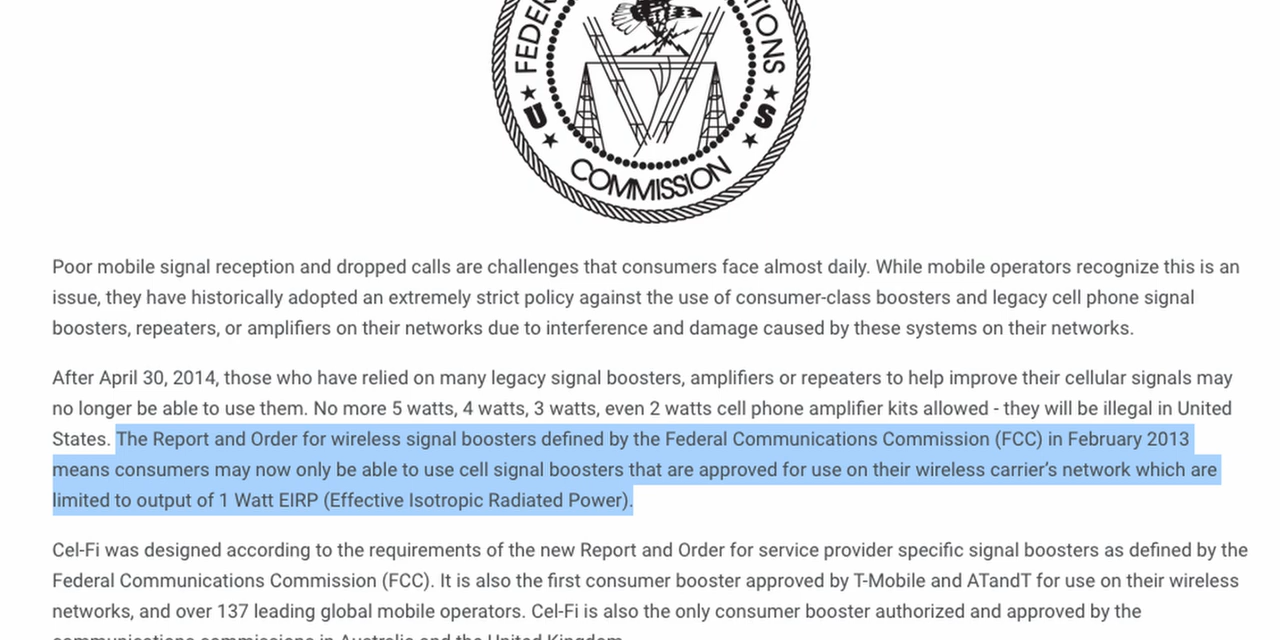 FEDER
ATIONS
★ U ★
★ S ★
COMMISSION
Poor mobile signal reception and dropped calls are challenges that consumers face almost daily. While mobile operators recognize this is an
issue, they have historically adopted an extremely strict policy against the use of consumer-class boosters and legacy cell phone signal
boosters, repeaters, or amplifiers on their networks due to interference and damage caused by these systems on their networks.
After April 30, 2014, those who have relied on many legacy signal boosters, amplifiers or repeaters to help improve their cellular signals may
no longer be able to use them. No more 5 watts, 4 watts, 3 watts, even 2 watts cell phone amplifier kits allowed - they will be illegal in United
States. The Report and Order for wireless signal boosters defined by the Federal Communications Commission (FCC) in February 2013
means consumers may now only be able to use cell signal boosters that are approved for use on their wireless carrier’s network which are
limited to output of 1 Watt EIRP (Effective Isotropic Radiated Power).
Cel-Fi was designed according to the requirements of the new Report and Order for service provider specific signal boosters as defined by the
Federal Communications Commission (FCC). It is also the first consumer booster approved by T-Mobile and ATandT for use on their wireless
networks, and over 137 leading global mobile operators. Cel-Fi is also the only consumer booster authorized and approved by the
communications commissions in Australia and the United Kingdom.